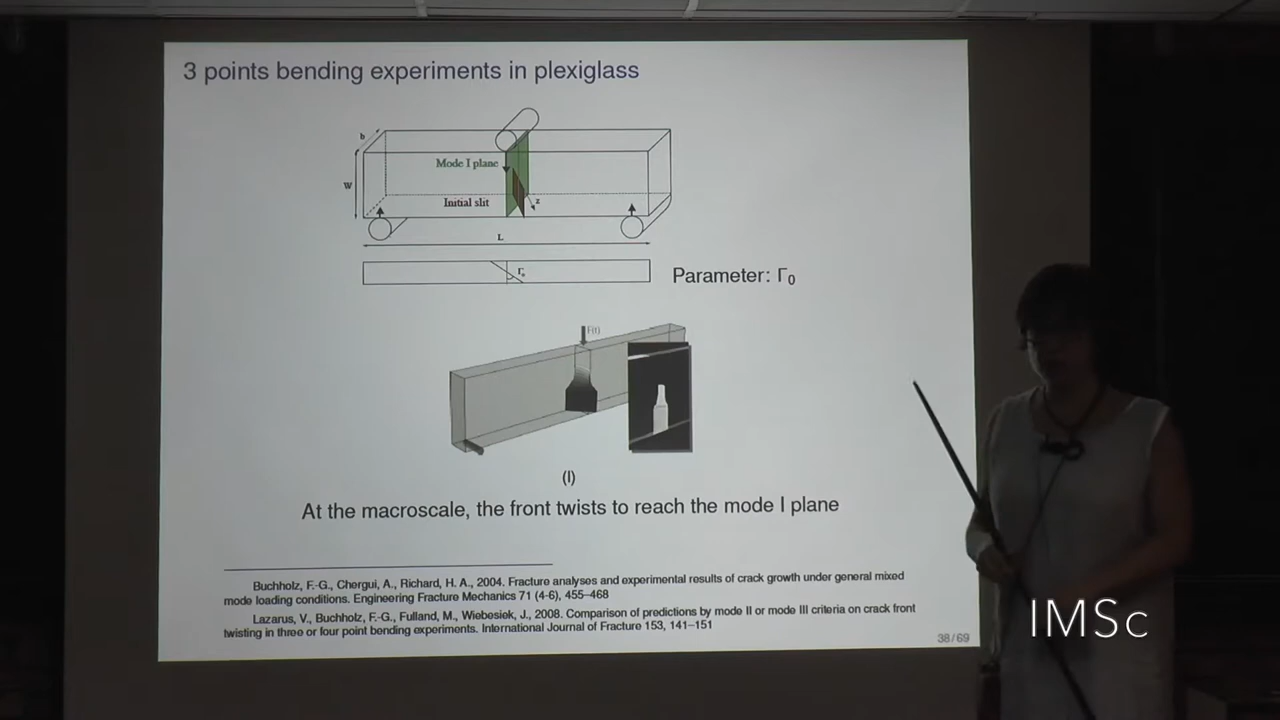 3 points bending experiments in plexiglass
b
Mode I plane
W
Initial slit
z
L
Γ₀
Parameter: Γ₀
F(t)
(I)
At the macroscale, the front twists to reach the mode I plane
Buchholz, F.-G., Chergui, A., Richard, H. A., 2004. Fracture analyses and experimental results of crack growth under general mixed
mode loading conditions. Engineering Fracture Mechanics 71 (4-6), 455–468
Lazarus, V., Buchholz, F.-G., Fulland, M., Wiebesiek, J., 2008. Comparison of predictions by mode II or mode III criteria on crack front
twisting in three or four point bending experiments. International Journal of Fracture 153, 141–151
38/69
IMSc